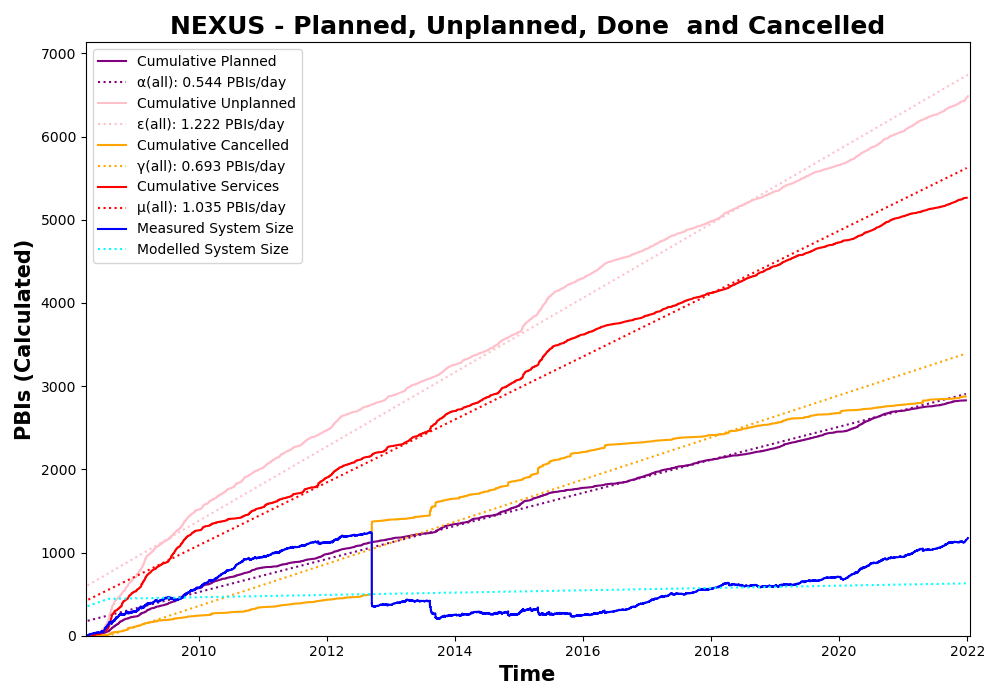 NEXUS - Planned, Unplanned, Done  and Cancelled
7000
6000
5000
4000
3000
2000
1000
0
PBIs (Calculated)
Cumulative Planned
α(all): 0.544 PBIs/day
Cumulative Unplanned
ε(all): 1.222 PBIs/day
Cumulative Cancelled
γ(all): 0.693 PBIs/day
Cumulative Services
μ(all): 1.035 PBIs/day
Measured System Size
Modelled System Size
2010 2012 2014 2016 2018 2020 2022
Time